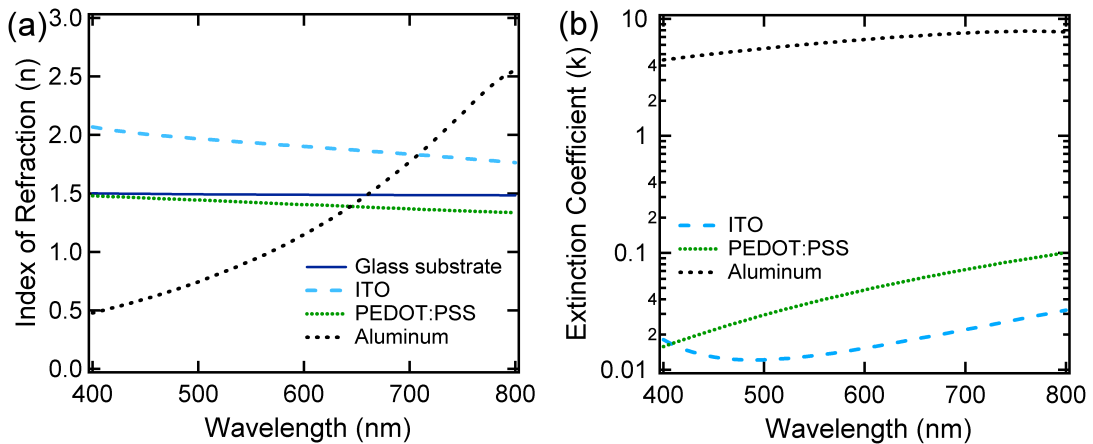 (a)
Index of Refraction (n)
3.0
2.5
2.0
1.5
1.0
0.5
0.0
Glass substrate
ITO
PEDOT:PSS
Aluminum
400 500 600 700 800
Wavelength (nm)
(b)
Extinction Coefficient (k)
10
4
2
1
4
2
0.1
4
2
0.01
ITO
PEDOT:PSS
Aluminum
400 500 600 700 800
Wavelength (nm)